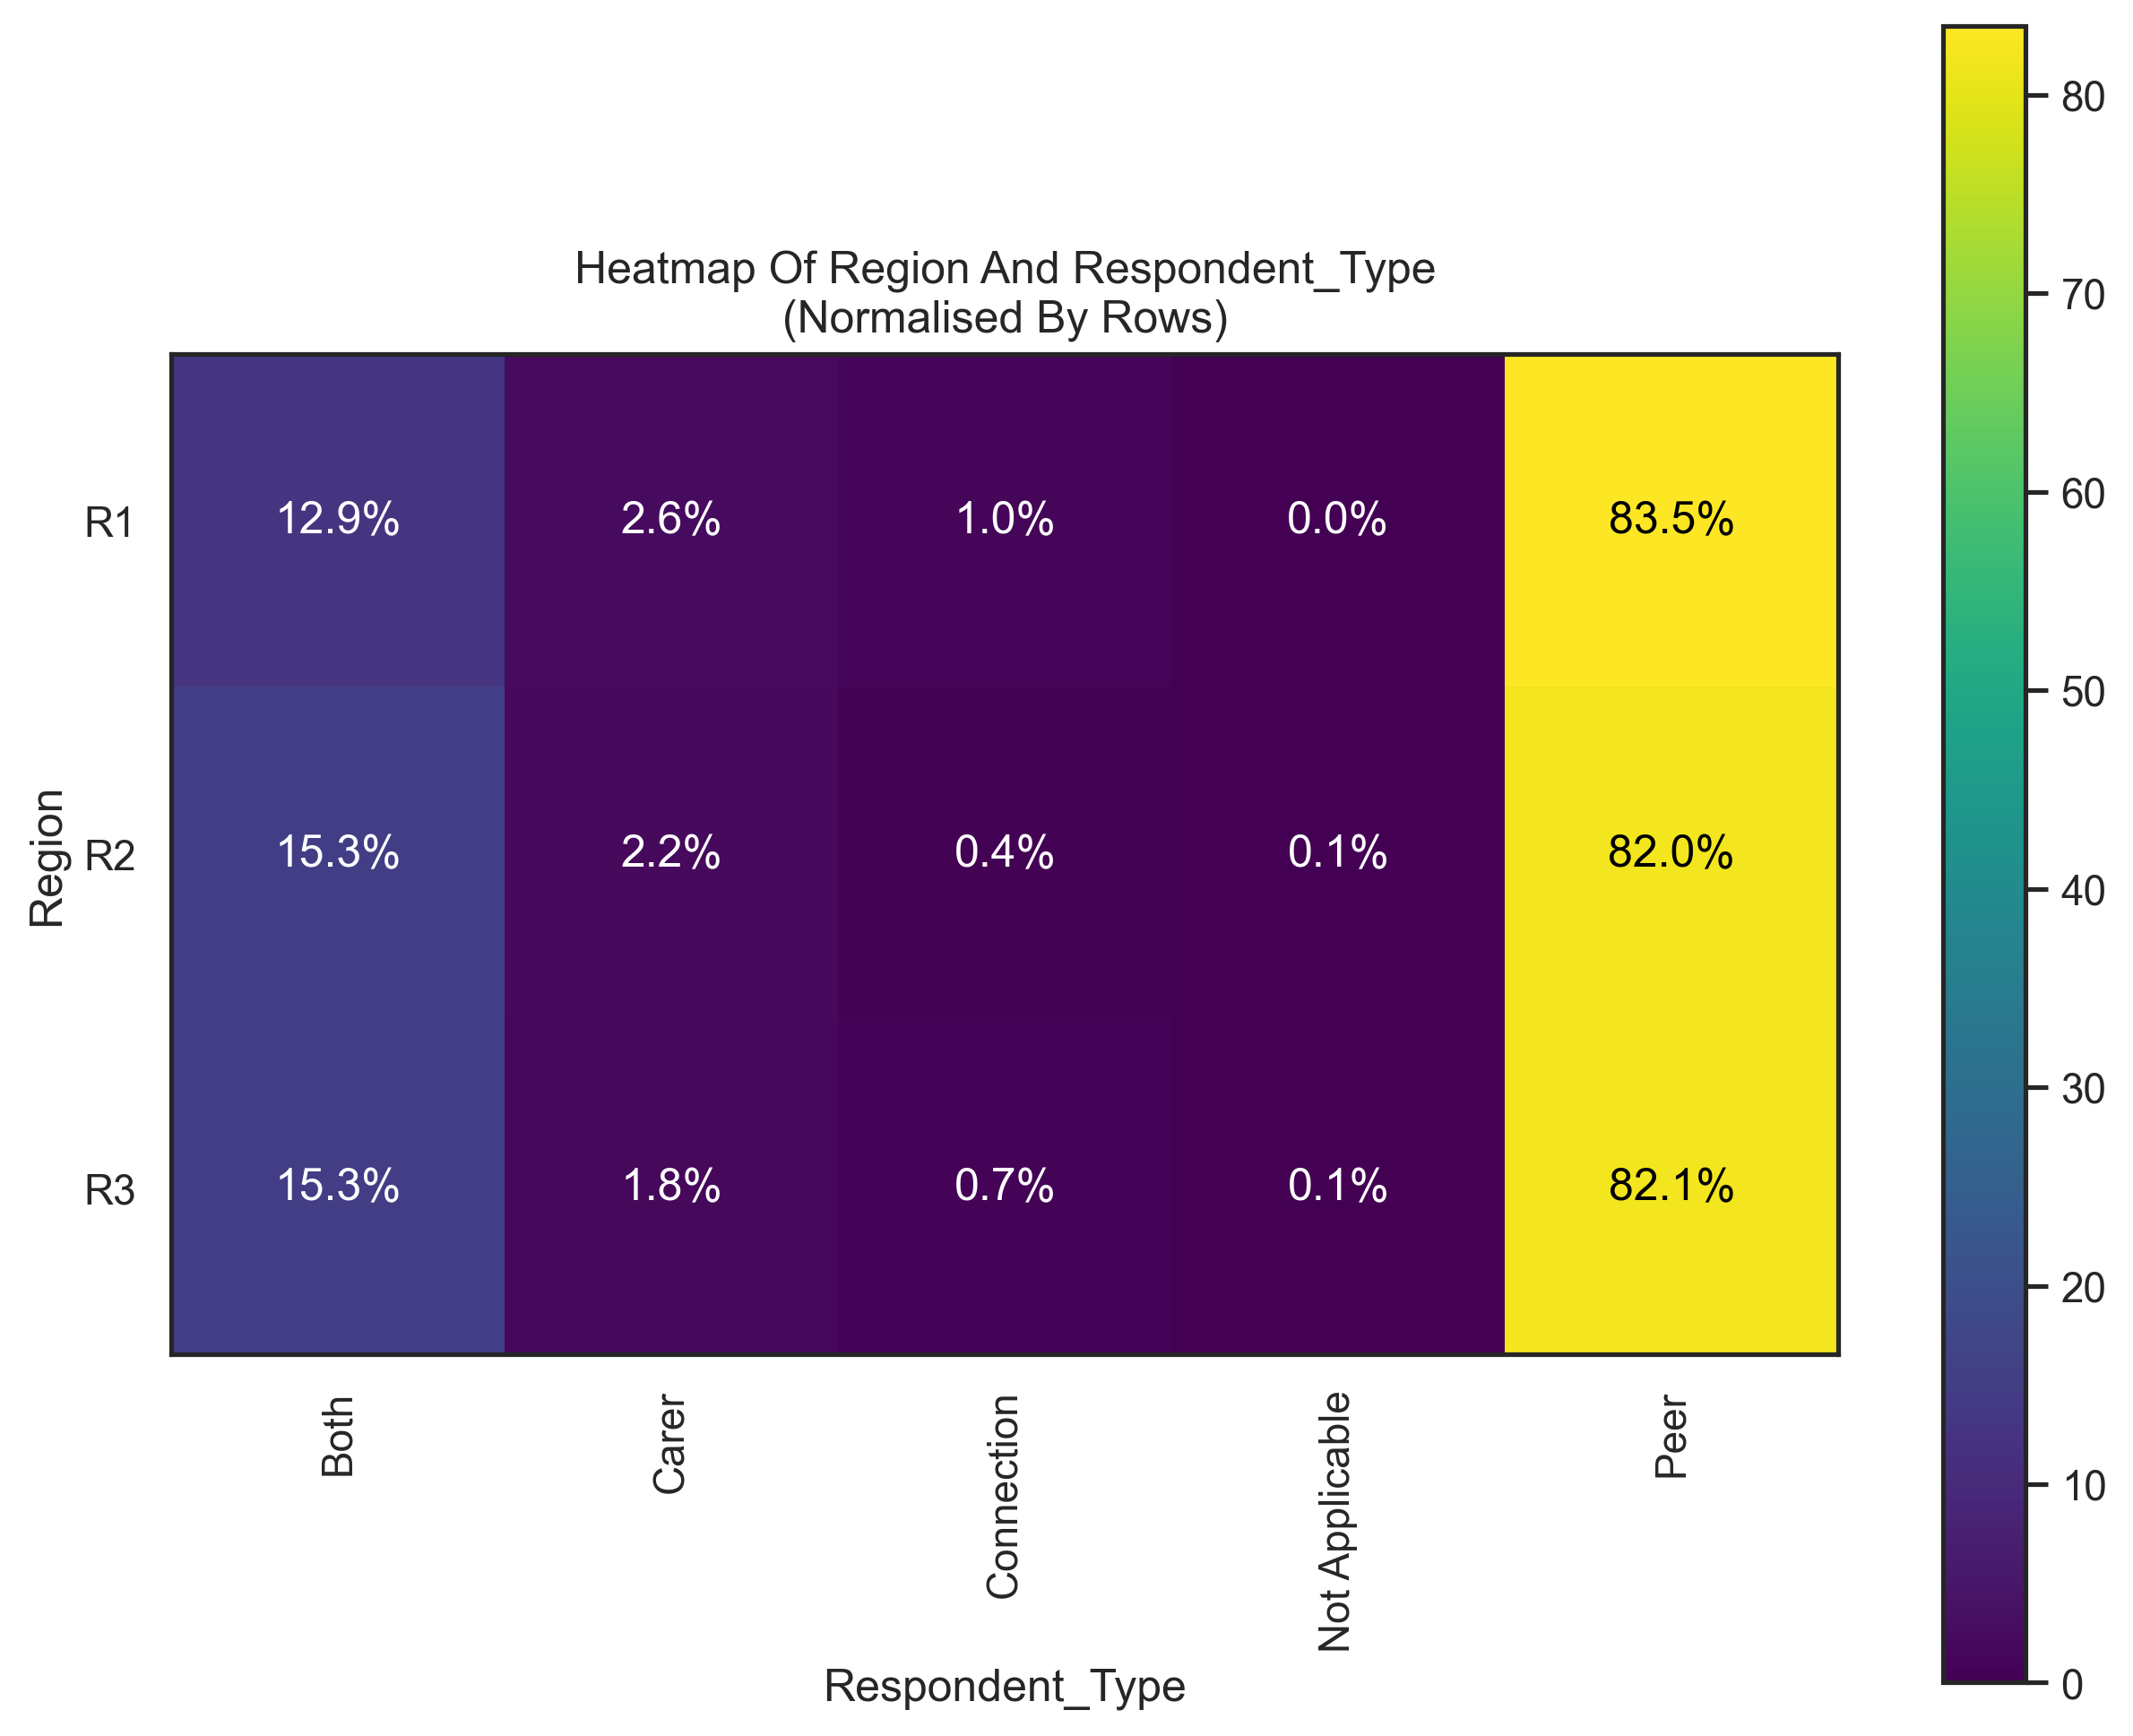 Heatmap Of Region And Respondent_Type
(Normalised By Rows)
Region
R1 12.9% 2.6% 1.0% 0.0% 83.5%
R2 15.3% 2.2% 0.4% 0.1% 82.0%
R3 15.3% 1.8% 0.7% 0.1% 82.1%
Both Carer Connection Not Applicable Peer
Respondent_Type
80
70
60
50
40
30
20
10
0